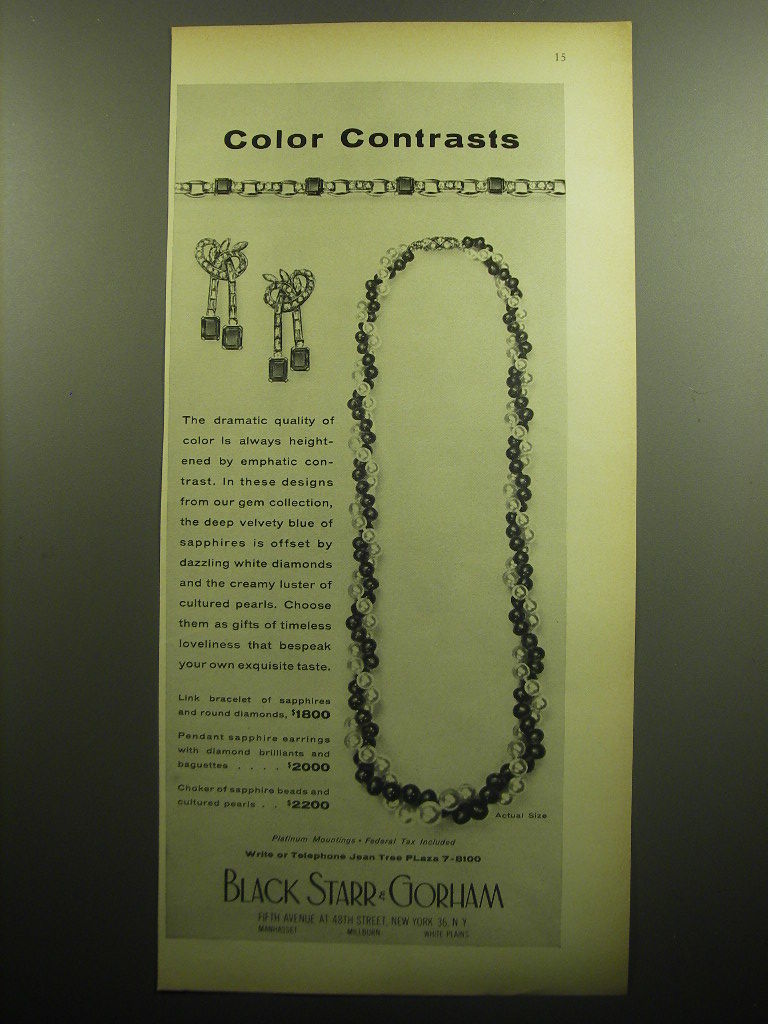 15
Color Contrasts
The dramatic quality of
color is always height-
ened by emphatic con-
trast. In these designs
from our gem collection,
the deep velvety blue of
sapphires is offset by
dazzling white diamonds
and the creamy luster of
cultured pearls. Choose
them as gifts of timeless
loveliness that bespeak
your own exquisite taste.
Link bracelet of sapphires
and round diamonds, $1800
Pendant sapphire earrings
with diamond brilliants and
baguettes . . . . $2000
Choker of sapphire beads and
cultured pearls . . $2200
Actual Size
Platinum Mountings • Federal Tax Included
Write or Telephone Jean Tree PLaza 7-8100
BLACK STARR & GORHAM
FIFTH AVENUE AT 48TH STREET, NEW YORK 36, N. Y.
MANHASSET MILLBURN WHITE PLAINS